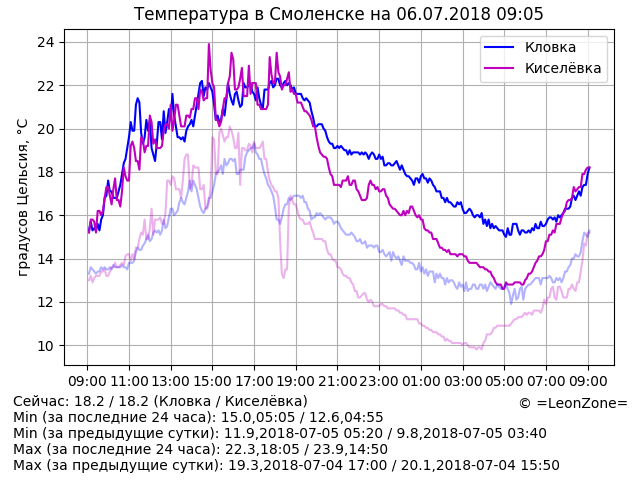 Температура в Смоленске на 06.07.2018 09:05
Кловка
Киселёвка
градусов Цельсия, °C
24
22
20
18
16
14
12
10
09:00 11:00 13:00 15:00 17:00 19:00 21:00 23:00 01:00 03:00 05:00 07:00 09:00
Сейчас: 18.2 / 18.2 (Кловка / Киселёвка)
© =LeonZone=
Min (за последние 24 часа): 15.0,05:05 / 12.6,04:55
Min (за предыдущие сутки): 11.9,2018-07-05 05:20 / 9.8,2018-07-05 03:40
Max (за последние 24 часа): 22.3,18:05 / 23.9,14:50
Max (за предыдущие сутки): 19.3,2018-07-04 17:00 / 20.1,2018-07-04 15:50